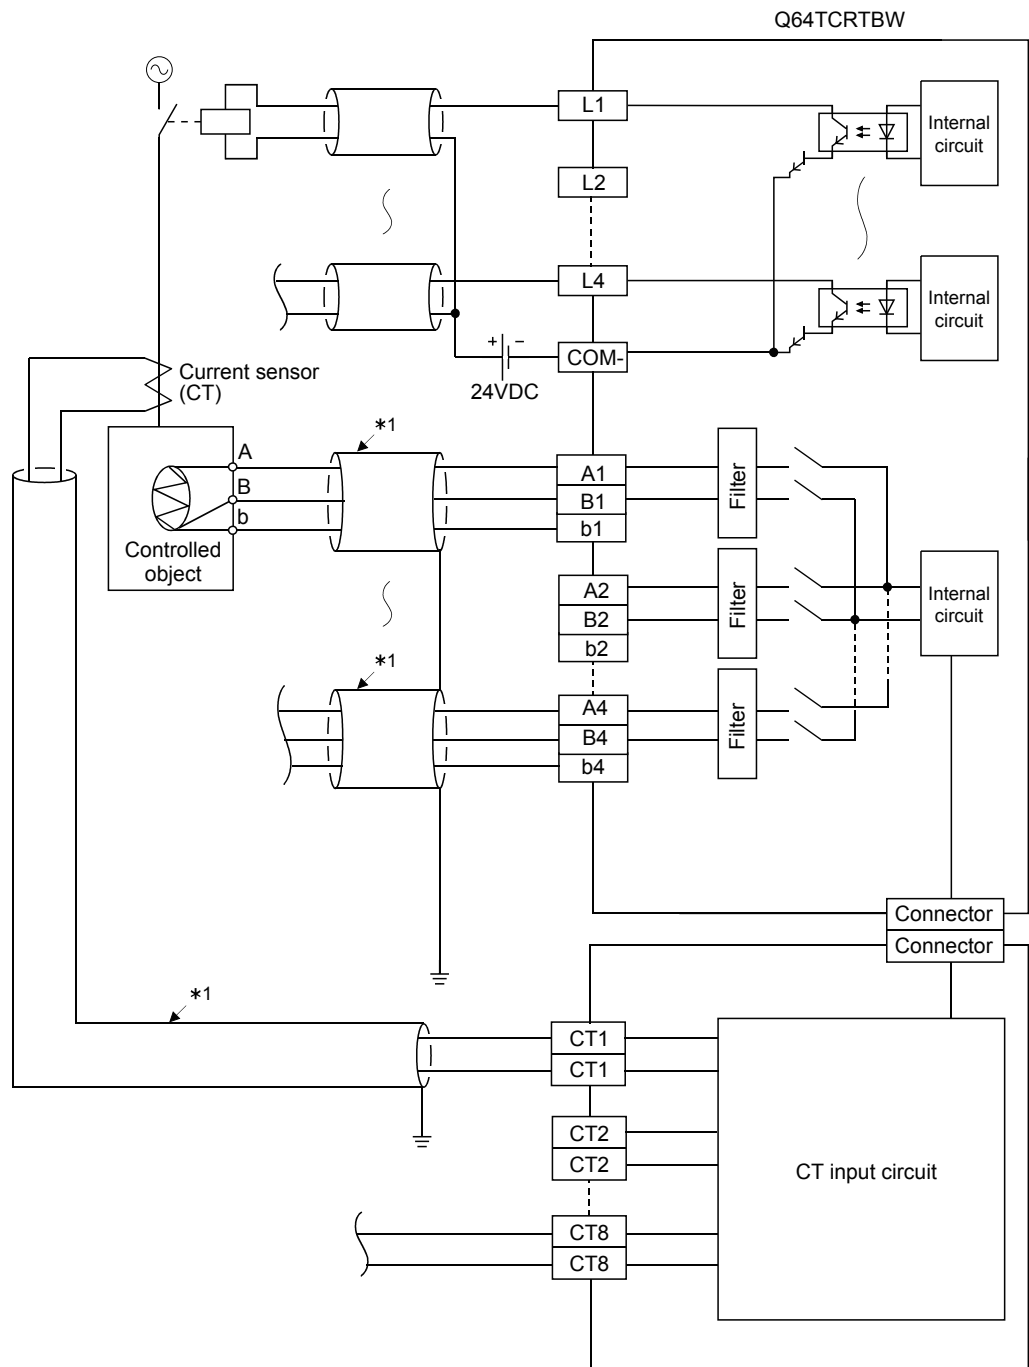 Q64TCRTBW
L1
Internal
circuit
L2
L4
Internal
circuit
+ −
COM-
24VDC
Current sensor
(CT)
∗1
A
B
b
Controlled
object
A1
B1
b1
Filter
A2
B2
b2
Filter
Internal
circuit
∗1
A4
B4
b4
Filter
Connector
Connector
∗1
CT1
CT1
CT2
CT2
CT input circuit
CT8
CT8